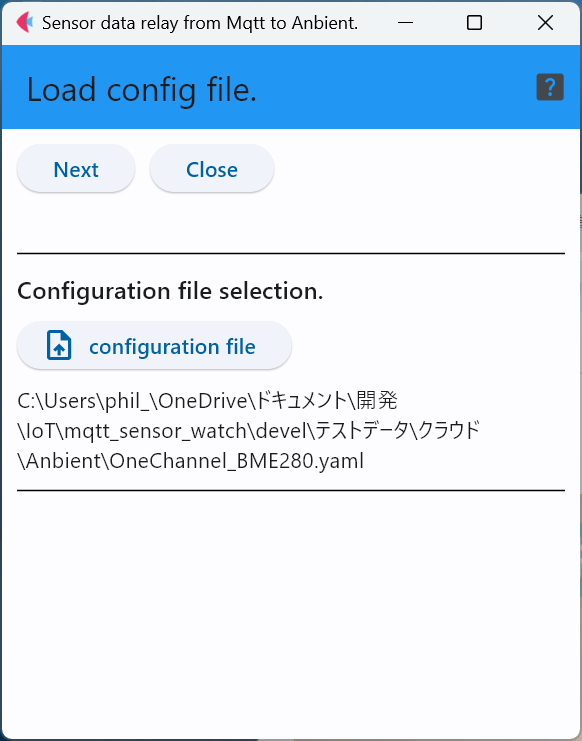 Sensor data relay from Mqtt to Anbient.
Load config file.
?
Next
Close
Configuration file selection.
configuration file
C:\Users\phil_\OneDrive\ドキュメント\開発
\IoT\mqtt_sensor_watch\devel\テストデータ\クラウド
\Anbient\OneChannel_BME280.yaml